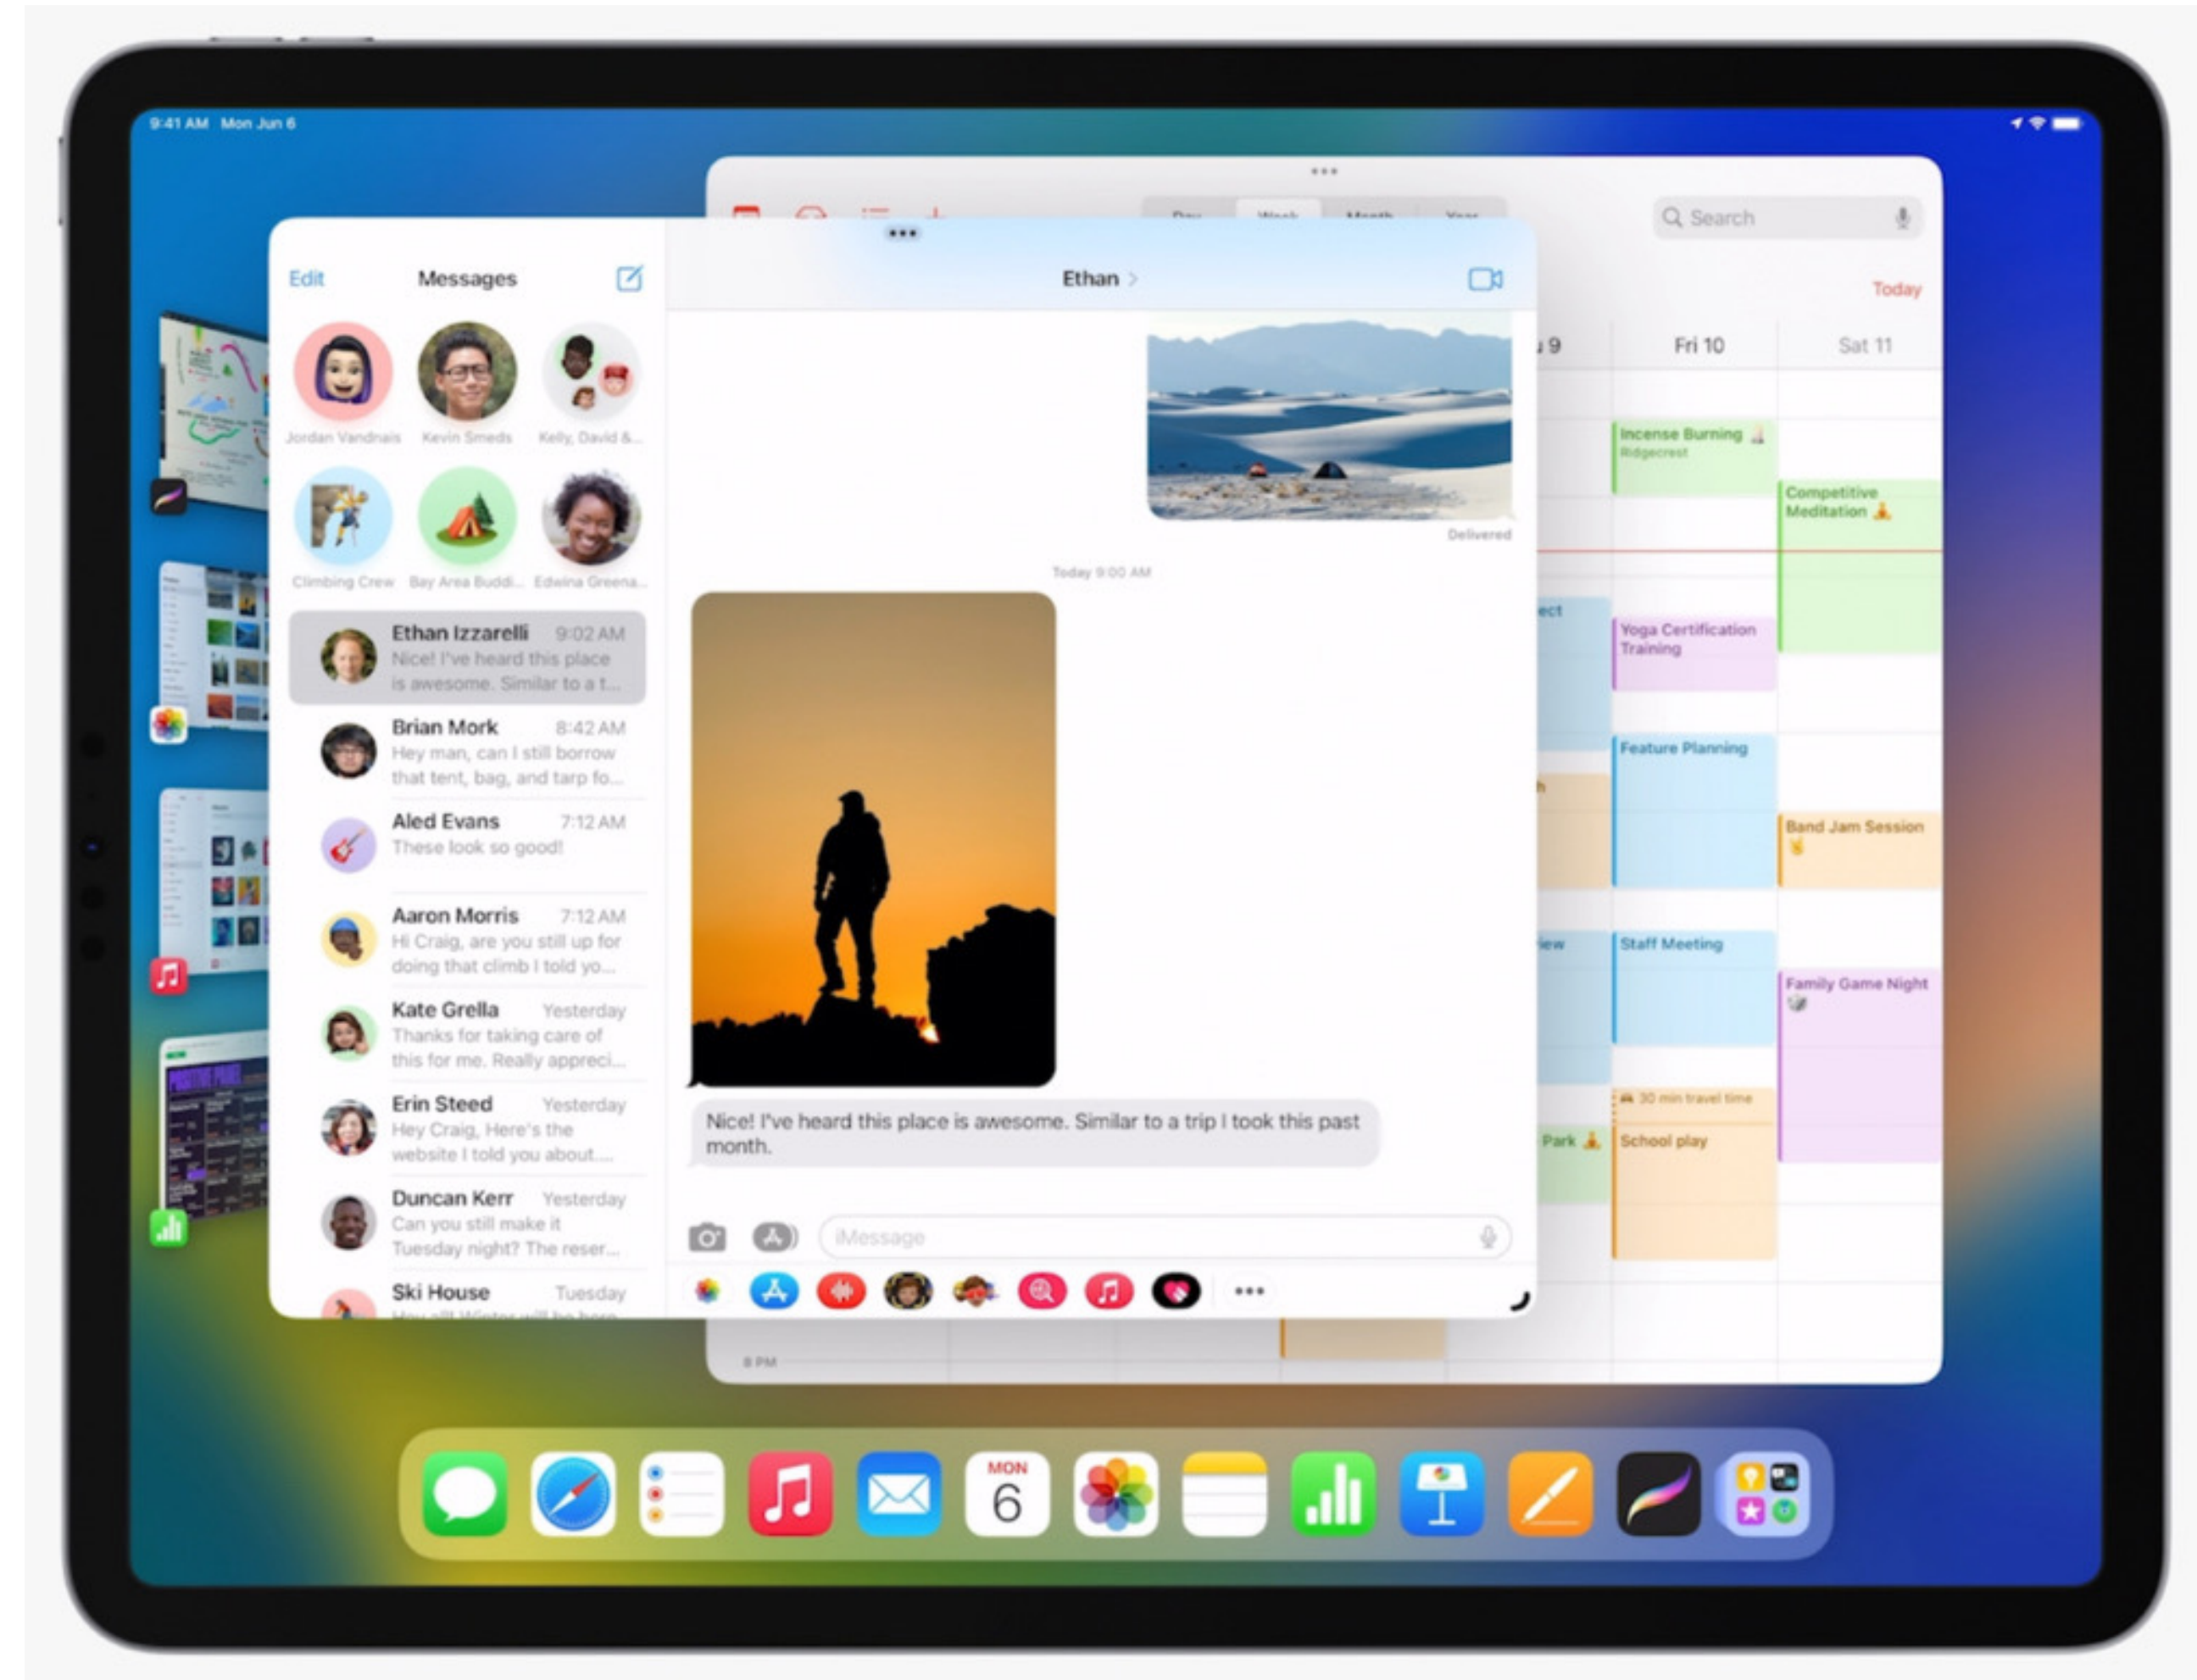 9:41 AM Mon Jun 6
Search
Today
Fri 10
Sat 11
Edit
Messages
Jordan Vandnais
Kevin Smeds
Kelly, David &...
Climbing Crew
Bay Area Buddi...
Edwina Greena...
Ethan Izzarelli 9:02 AM
Nice! I've heard this place
is awesome. Similar to a t...
Brian Mork 8:42 AM
Hey man, can I still borrow
that tent, bag, and tarp fo...
Aled Evans 7:12 AM
These look so good!
Aaron Morris 7:12 AM
Hi Craig, are you still up for
doing that climb I told yo...
Kate Grella Yesterday
Thanks for taking care of
this for me. Really appreci...
Erin Steed Yesterday
Hey Craig, Here's the
website I told you about....
Duncan Kerr Yesterday
Can you still make it
Tuesday night? The reser...
Ski House Tuesday
Ethan >
Delivered
Today 9:00 AM
Nice! I've heard this place is awesome. Similar to a trip I took this past
month.
iMessage
9
ect
h
iew
Park
Incense Burning
Ridgecrest
Yoga Certification
Training
Feature Planning
Staff Meeting
30 min travel time
School play
Competitive
Meditation
Band Jam Session
Family Game Night
8 PM
MON
6